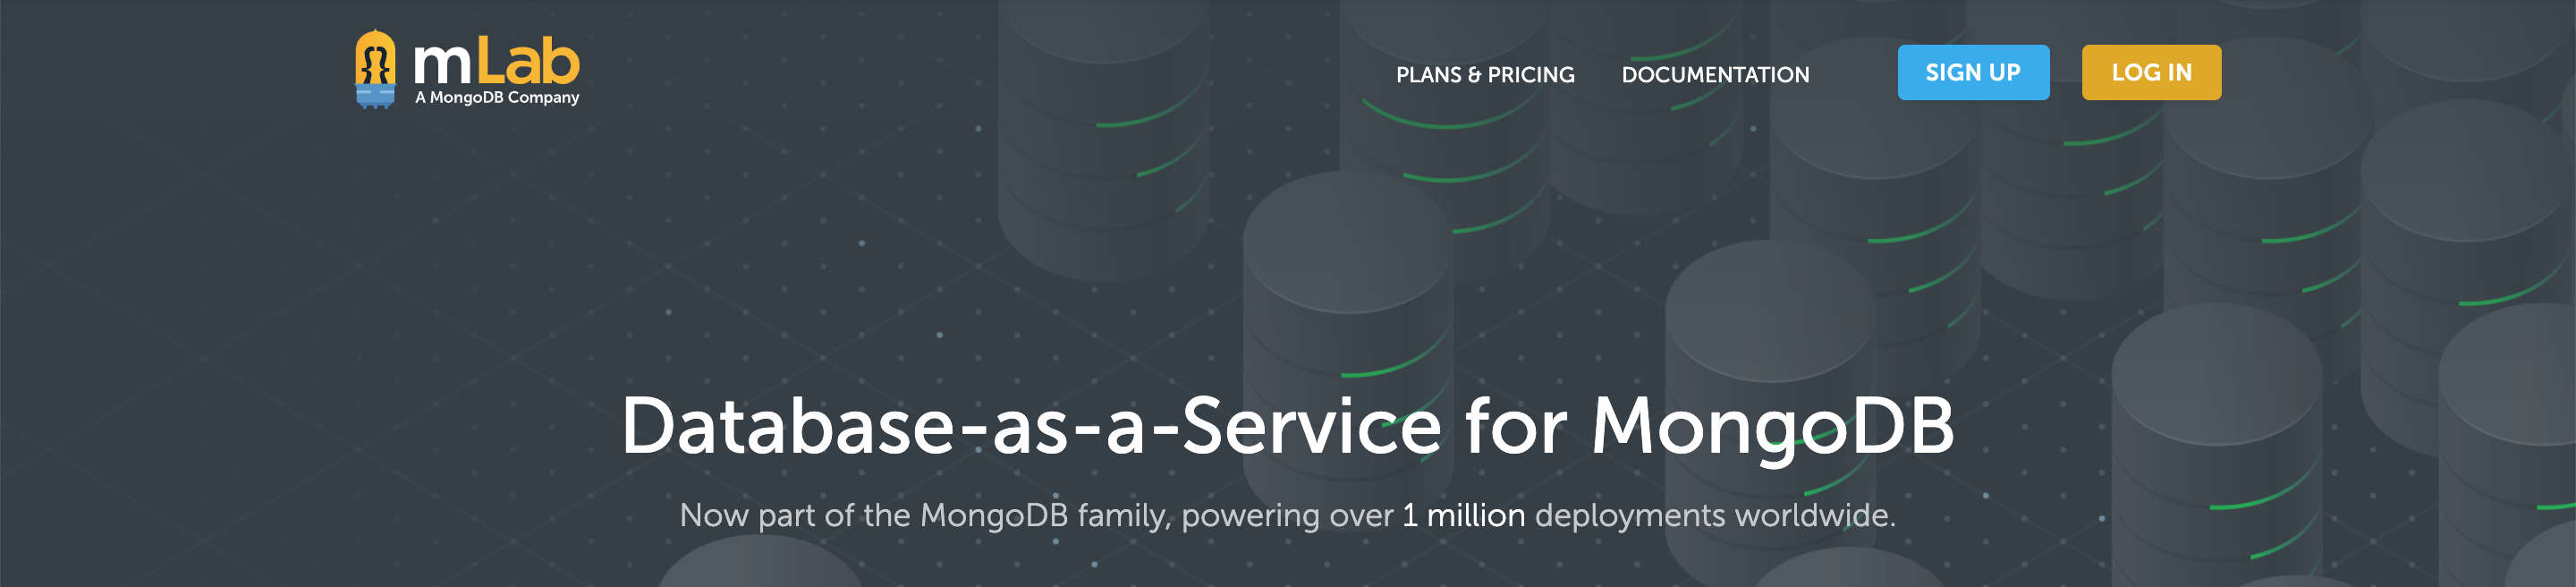 mLab
A MongoDB Company
PLANS & PRICING
DOCUMENTATION
SIGN UP
LOG IN
Database-as-a-Service for MongoDB
Now part of the MongoDB family, powering over 1 million deployments worldwide.